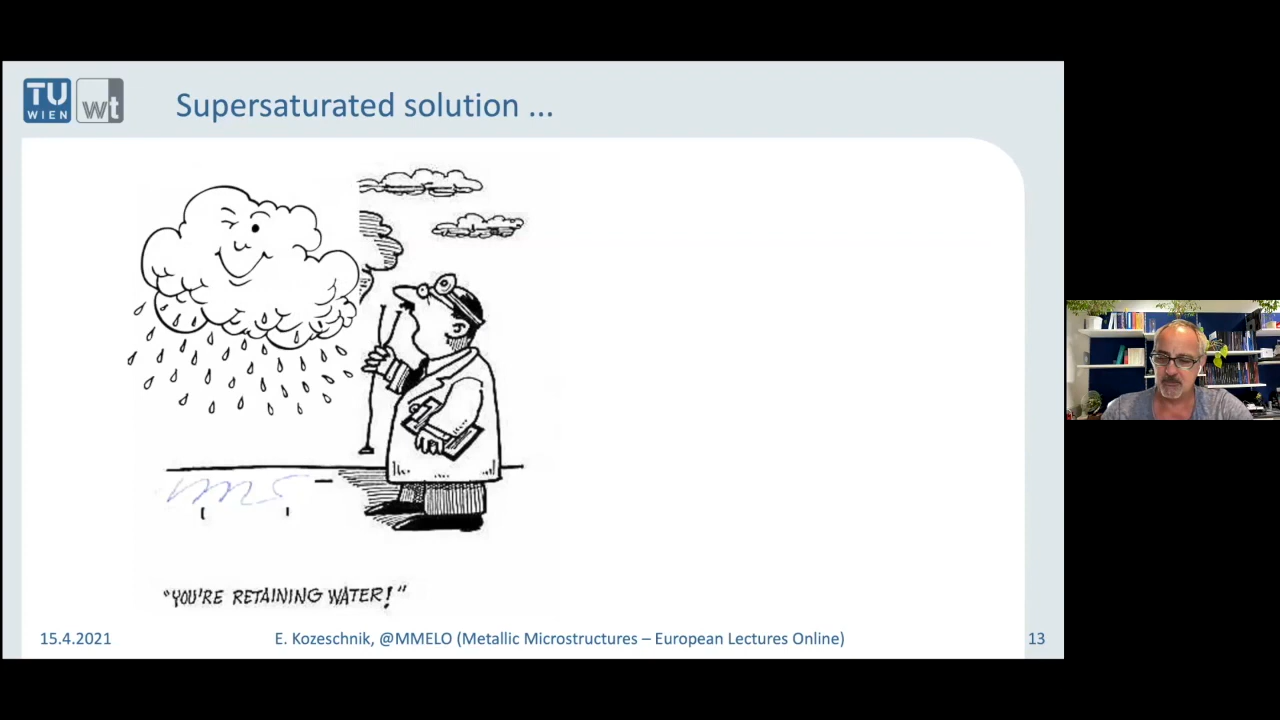 TU
WIEN
wt
Supersaturated solution ...
"YOU'RE RETAINING WATER!"
15.4.2021
E. Kozeschnik, @MMELO (Metallic Microstructures – European Lectures Online)
13